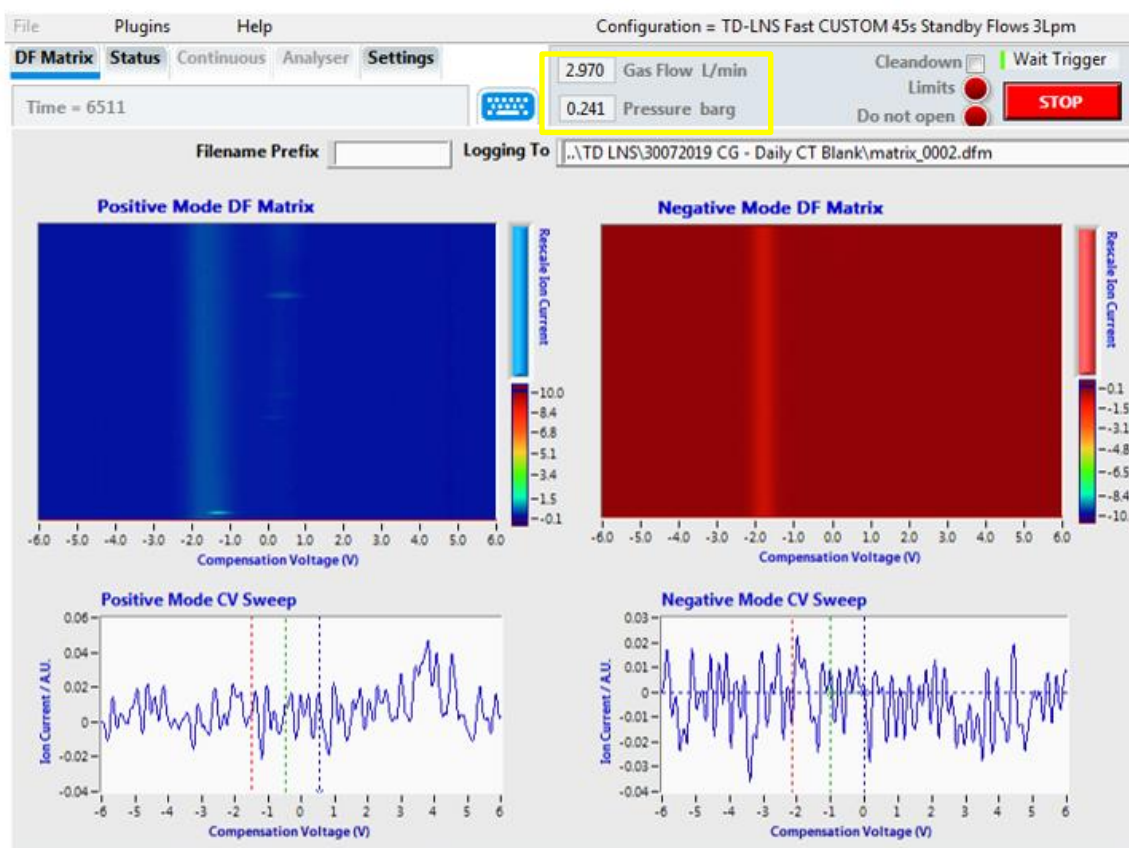 File Plugins Help Configuration = TD-LNS Fast CUSTOM 45s Standby Flows 3Lpm
DF Matrix Status Continuous Analyser Settings
2.970 Gas Flow L/min Cleandown Wait Trigger
Limits
Time = 6511 0.241 Pressure barg Do not open STOP
Filename Prefix Logging To ..\TD LNS\30072019 CG - Daily CT Blank\matrix_0002.dfm
Positive Mode DF Matrix Negative Mode DF Matrix
Rescale Ion Current Rescale Ion Current
-10.0 -0.1
-8.4 -1.5
-6.8 -3.1
-5.1 -4.8
-3.4 -6.5
-1.5 -8.4
-0.1 -10.
-6.0 -5.0 -4.0 -3.0 -2.0 -1.0 0.0 1.0 2.0 3.0 4.0 5.0 6.0 -6.0 -5.0 -4.0 -3.0 -2.0 -1.0 0.0 1.0 2.0 3.0 4.0 5.0 6.0
Compensation Voltage (V) Compensation Voltage (V)
Positive Mode CV Sweep Negative Mode CV Sweep
Ion Current / A.U. Ion Current / A.U.
0.06 0.03
0.04 0.02
0.02 0.01
0 0
-0.02 -0.01
-0.04 -0.02
-0.03
-0.04
-6 -5 -4 -3 -2 -1 0 1 2 3 4 5 6 -6 -5 -4 -3 -2 -1 0 1 2 3 4 5 6
Compensation Voltage (V) Compensation Voltage (V)